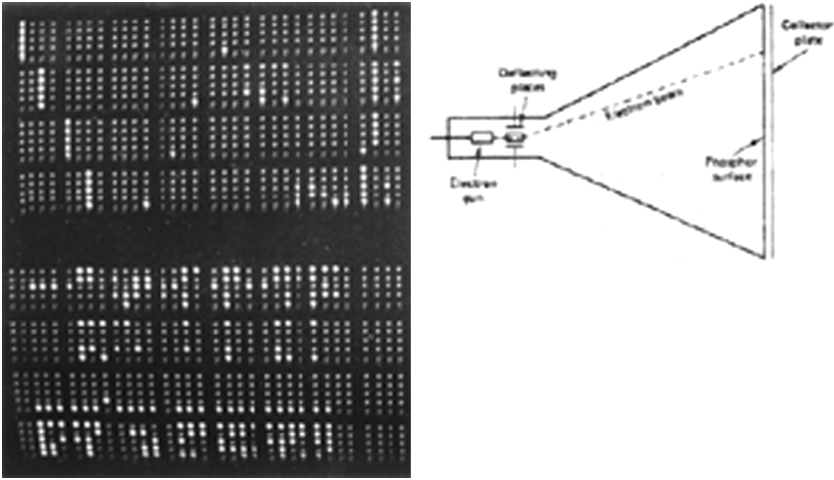 Collector
plate
Deflecting
plates
Electron beam
Phosphor
surface
Electron
gun